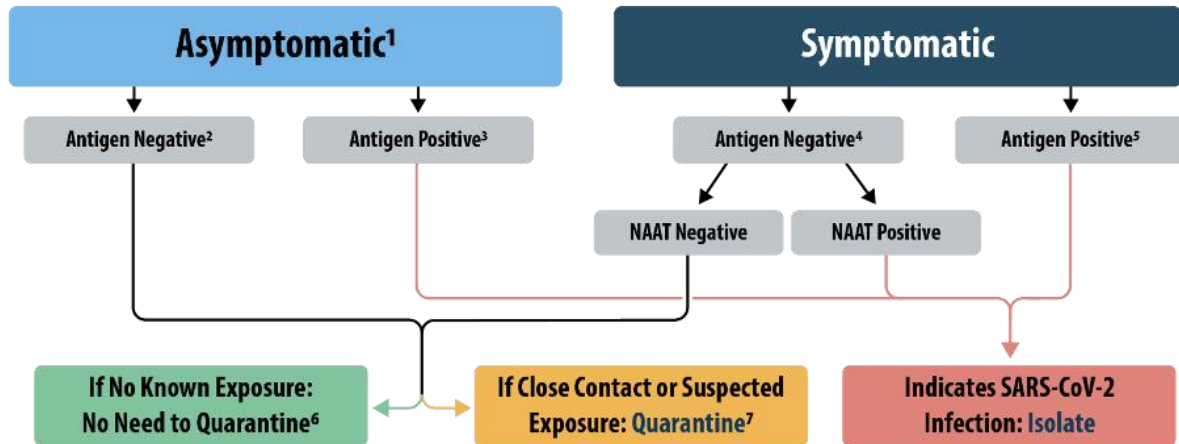 Asymptomatic¹
Symptomatic
Antigen Negative²
Antigen Positive³
Antigen Negative⁴
Antigen Positive⁵
NAAT Negative
NAAT Positive
If No Known Exposure:
No Need to Quarantine⁶
If Close Contact or Suspected
Exposure: Quarantine⁷
Indicates SARS-CoV-2
Infection: Isolate